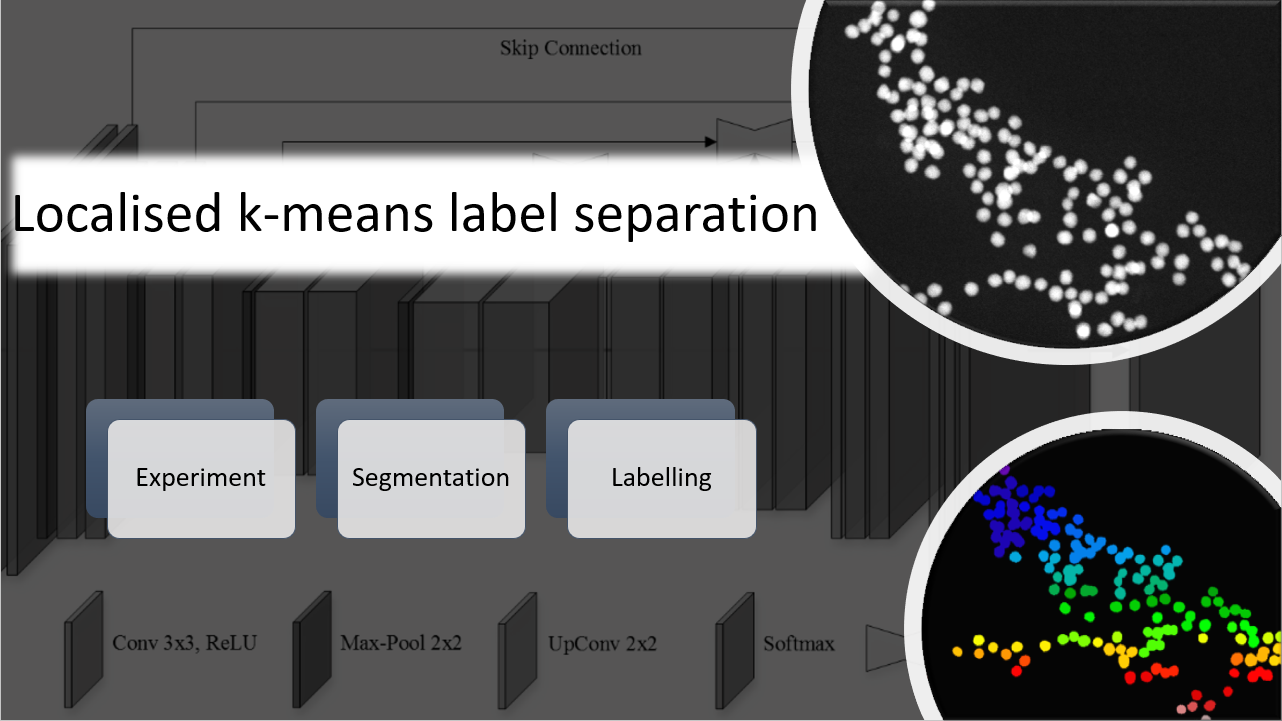 Skip Connection
Localised k-means label separation
Experiment
Segmentation
Labelling
Conv 3x3, ReLU
Max-Pool 2x2
UpConv 2x2
Softmax